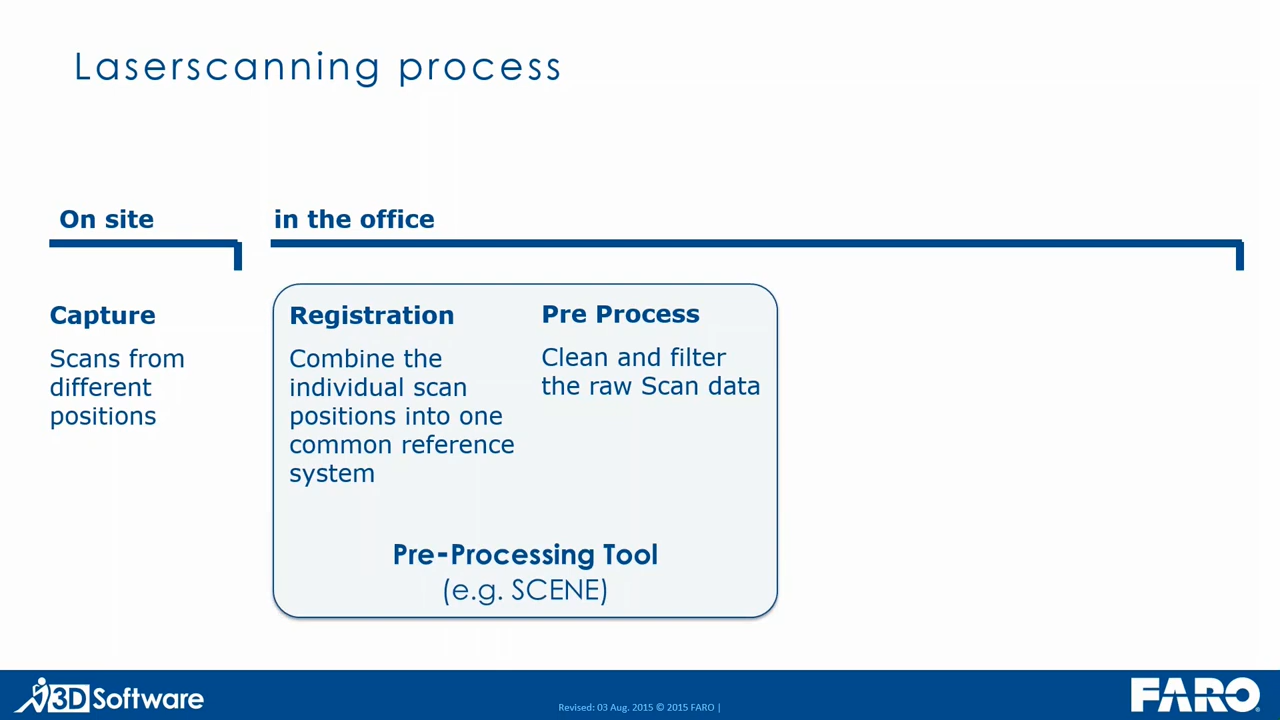 Laserscanning process
On site
in the office
Capture
Scans from
different
positions
Registration
Combine the
individual scan
positions into one
common reference
system
Pre Process
Clean and filter
the raw Scan data
Pre-Processing Tool
(e.g. SCENE)
3DSoftware
Revised: 03 Aug. 2015 © 2015 FARO |
FARO